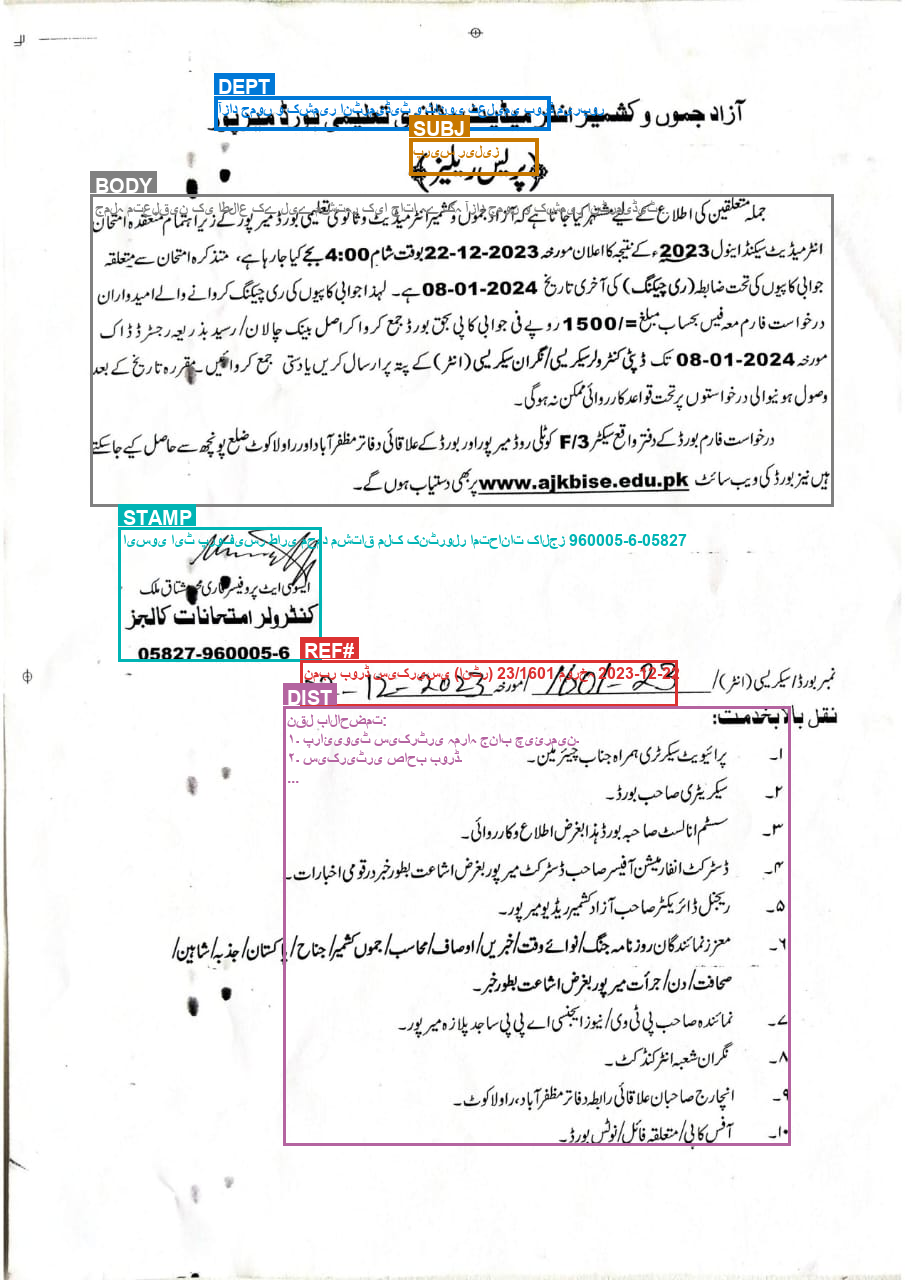 آزاد جموں و کشمیر انٹرمیڈیٹ و ثانوی تعلیمی بورڈ میرپور
DEPT
SUBJ
﴿پریس ریلیز﴾
BODY
جملہ متعلقین کی اطلاع کے لیے مشتہر کیا جاتا ہے کہ آزاد جموں و کشمیر انٹرمیڈیٹ و ثانوی تعلیمی بورڈ میرپور کے زیر اہتمام منعقدہ امتحان
انٹرمیڈیٹ سیکنڈ اینول 2023ء کے نتیجہ کا اعلان مورخہ 22-12-2023 بوقت شام 4:00 بجے کیا جا رہا ہے، متذکرہ امتحان سے متعلقہ
جوابی کاپیوں کی تحت ضابطہ (ری چیکنگ) کی آخری تاریخ 08-01-2024 ہے۔ لہذا جوابی کاپیوں کی ری چیکنگ کروانے والے امیدواران
درخواست فارم معہ فیس بحساب مبلغ =/1500 روپے فی جوابی کاپی بحق بورڈ جمع کروا کر اصل بینک چالان/رسید بذریعہ رجسٹرڈ ڈاک
مورخہ 08-01-2024 تک ڈپٹی کنٹرولر سیکریسی/نگران سیکریسی (انٹر) کے پتہ پر ارسال کریں یا دستی جمع کروائیں۔ مقررہ تاریخ کے بعد
وصول ہونیوالی درخواستوں پر تحت قواعد کارروائی ممکن نہ ہوگی۔
درخواست فارم بورڈ کے دفتر واقع سیکٹر F/3 کوٹلی روڈ میرپور اور بورڈ کے علاقائی دفاتر مظفرآباد اور راولاکوٹ ضلع پونچھ سے حاصل کیے جا سکتے
ہیں نیز بورڈ کی ویب سائٹ www.ajkbise.edu.pk پر بھی دستیاب ہوں گے۔
STAMP
ایسوسی ایٹ پروفیسر قاری محمد مشتاق ملک
کنٹرولر امتحانات کالجز
05827-960005-6
REF#
نمبر بورڈ/سیکریسی (انٹر)/ 1601-23 /مورخہ 22-12-2023
DIST
نقل بالا بخدمت:
۱۔ پرائیویٹ سیکرٹری ہمراہ جناب چیئرمین۔
۲۔ سیکریٹری صاحب بورڈ۔
۳۔ سسٹم انالسٹ صاحبہ بورڈ ہذا بغرض اطلاع و کارروائی۔
۴۔ ڈسٹرکٹ انفارمیشن آفیسر صاحب ڈسٹرکٹ میرپور بغرض اشاعت بطور خبر در قومی اخبارات۔
۵۔ ریجنل ڈائریکٹر صاحب آزاد کشمیر ریڈیو میرپور۔
۶۔ معزز نمائندگان روزنامہ جنگ/نوائے وقت/خبریں/اوصاف/محاسب/جموں کشمیر/جناح/پاکستان/جذبہ/شاہین/
صحافت/دن/جرأت میرپور بغرض اشاعت بطور خبر۔
۷۔ نمائندہ صاحب پی ٹی وی/نیوز ایجنسی اے پی پی ساجد پلازہ میرپور۔
۸۔ نگران شعبہ انٹر کنڈکٹ۔
۹۔ انچارج صاحبان علاقائی رابطہ دفاتر مظفرآباد، راولاکوٹ۔
۱۰۔ آفس کاپی/متعلقہ فائل/نوٹس بورڈ۔